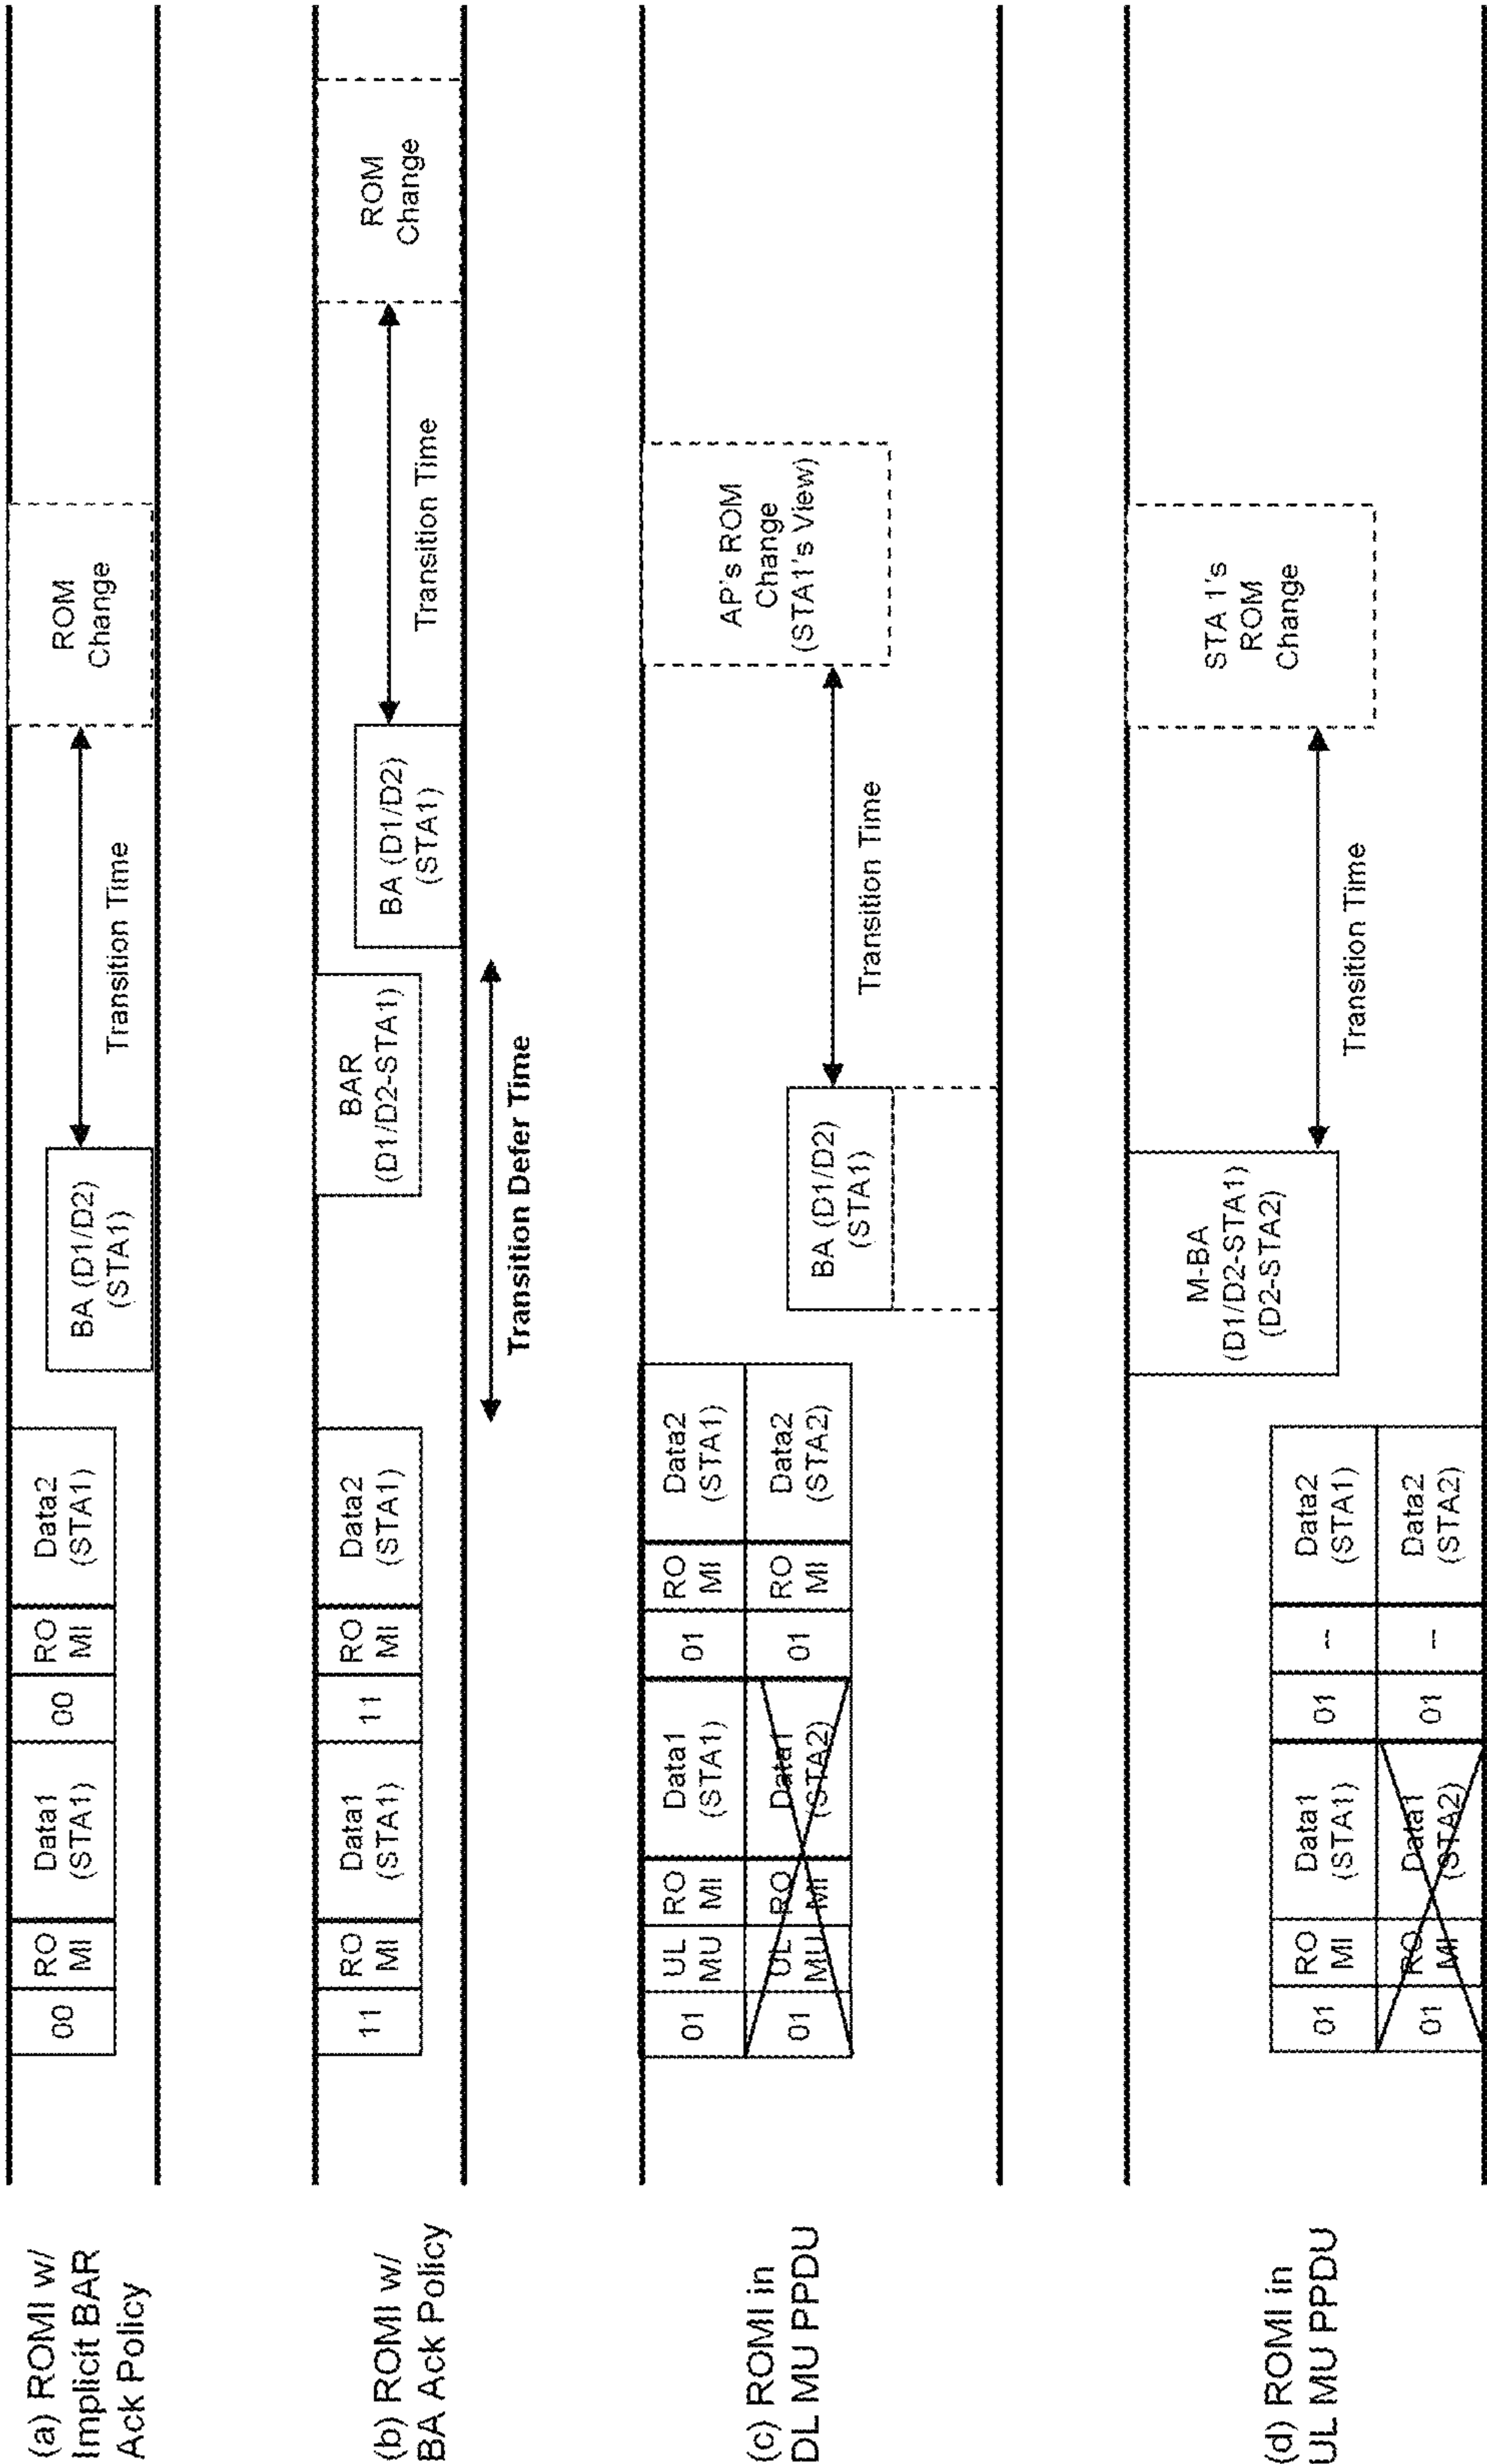 (a) ROMI w/
Implicit BAR
Ack Policy
00
RO
MI
Data1
(STA1)
00
RO
MI
Data2
(STA1)
BA (D1/D2)
(STA1)
Transition Time
ROM
Change
(b) ROMI w/
BA Ack Policy
11
RO
MI
Data1
(STA1)
11
RO
MI
Data2
(STA1)
Transition Defer Time
BAR
(D1/D2-STA1)
BA (D1/D2)
(STA1)
Transition Time
ROM
Change
(c) ROMI in
DL MU PPDU
01
UL
MU
RO
MI
Data1
(STA1)
01
RO
MI
Data2
(STA1)
01
UL
MU
RO
MI
Data1
(STA2)
01
RO
MI
Data2
(STA2)
BA (D1/D2)
(STA1)
Transition Time
AP's ROM
Change
(STA1's View)
(d) ROMI in
UL MU PPDU
01
RO
MI
Data1
(STA1)
01
--
Data2
(STA1)
01
RO
MI
Data1
(STA2)
01
--
Data2
(STA2)
M-BA
(D1/D2-STA1)
(D2-STA2)
Transition Time
STA 1's
ROM
Change